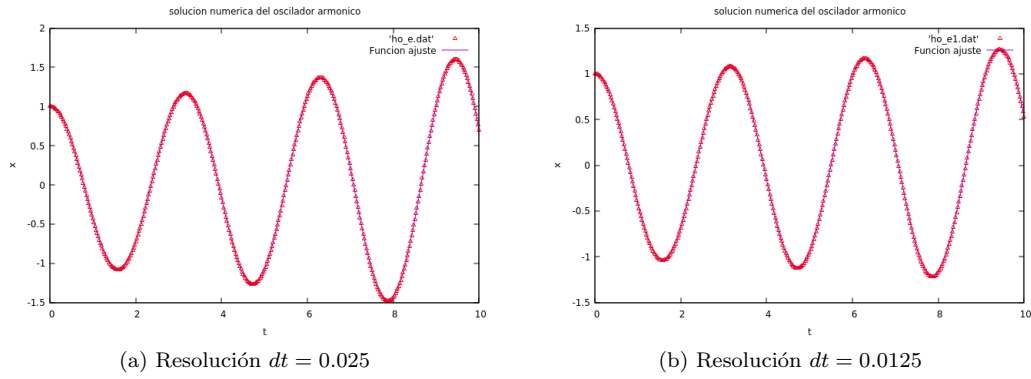 solucion numerica del oscilador armonico
2
1.5
1
0.5
0
-0.5
-1
-1.5
x
0
2
4
6
8
10
t
'ho_e.dat'
Funcion ajuste
(a) Resolución dt = 0.025
solucion numerica del oscilador armonico
1.5
1
0.5
0
-0.5
-1
-1.5
x
0
2
4
6
8
10
t
'ho_e1.dat'
Funcion ajuste
(b) Resolución dt = 0.0125